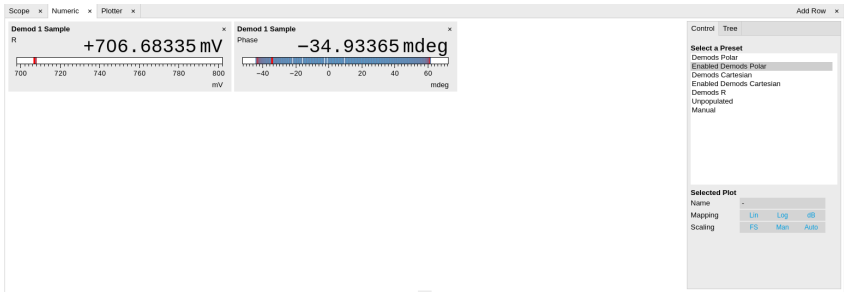 Scope × Numeric × Plotter × Add Row ×
Demod 1 Sample ×
R
+706.68335 mV
700 720 740 760 780 800
mV
Demod 1 Sample ×
Phase
−34.93365 mdeg
−40 −20 0 20 40 60
mdeg
Control Tree
Select a Preset
Demods Polar
Enabled Demods Polar
Demods Cartesian
Enabled Demods Cartesian
Demods R
Unpopulated
Manual
Selected Plot
Name -
Mapping Lin Log dB
Scaling FS Man Auto